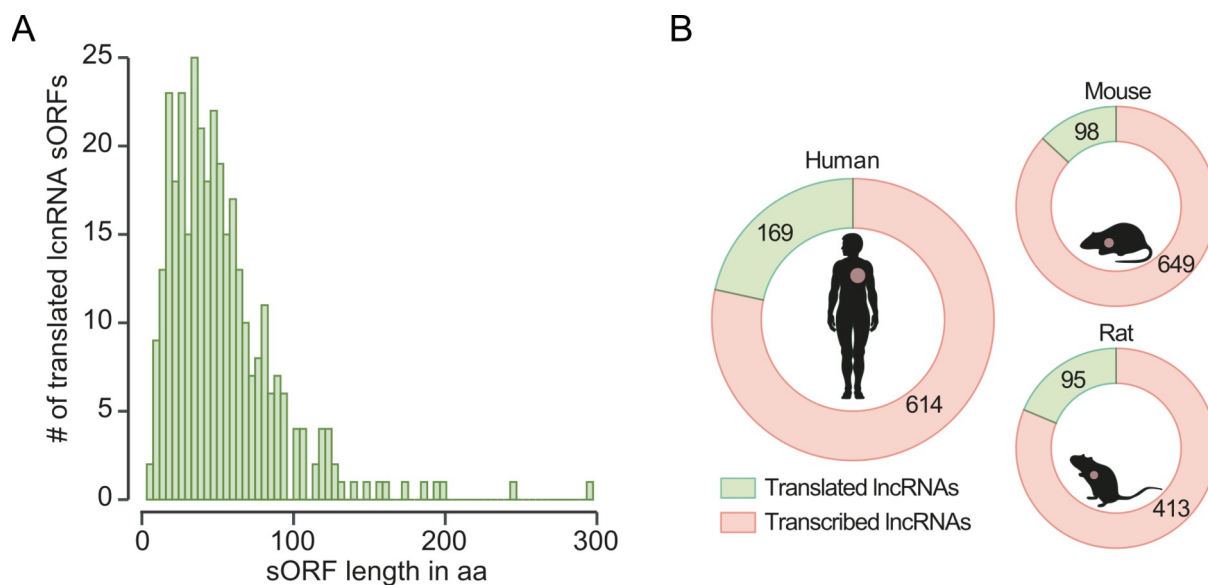 A
# of translated lcnRNA sORFs
25
20
15
10
5
0
0 100 200 300
sORF length in aa
B
Human
169
614
Mouse
98
649
Rat
95
413
Translated lncRNAs
Transcribed lncRNAs